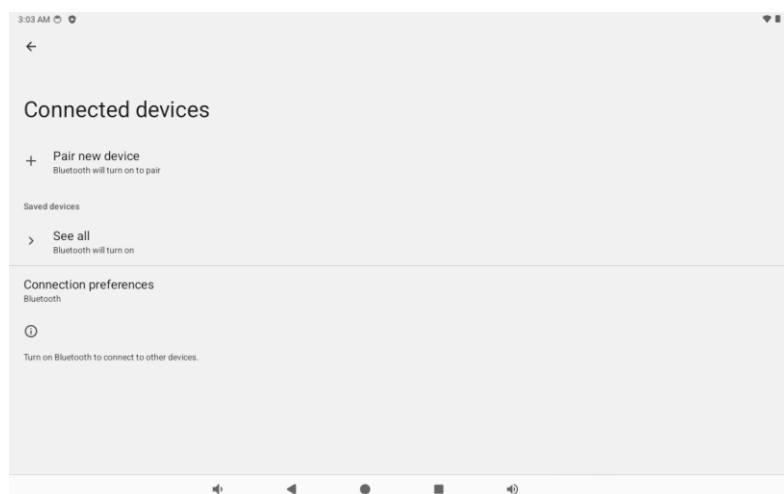 3:03 AM
Connected devices
Pair new device
Bluetooth will turn on to pair
Saved devices
See all
Bluetooth will turn on
Connection preferences
Bluetooth
Turn on Bluetooth to connect to other devices.